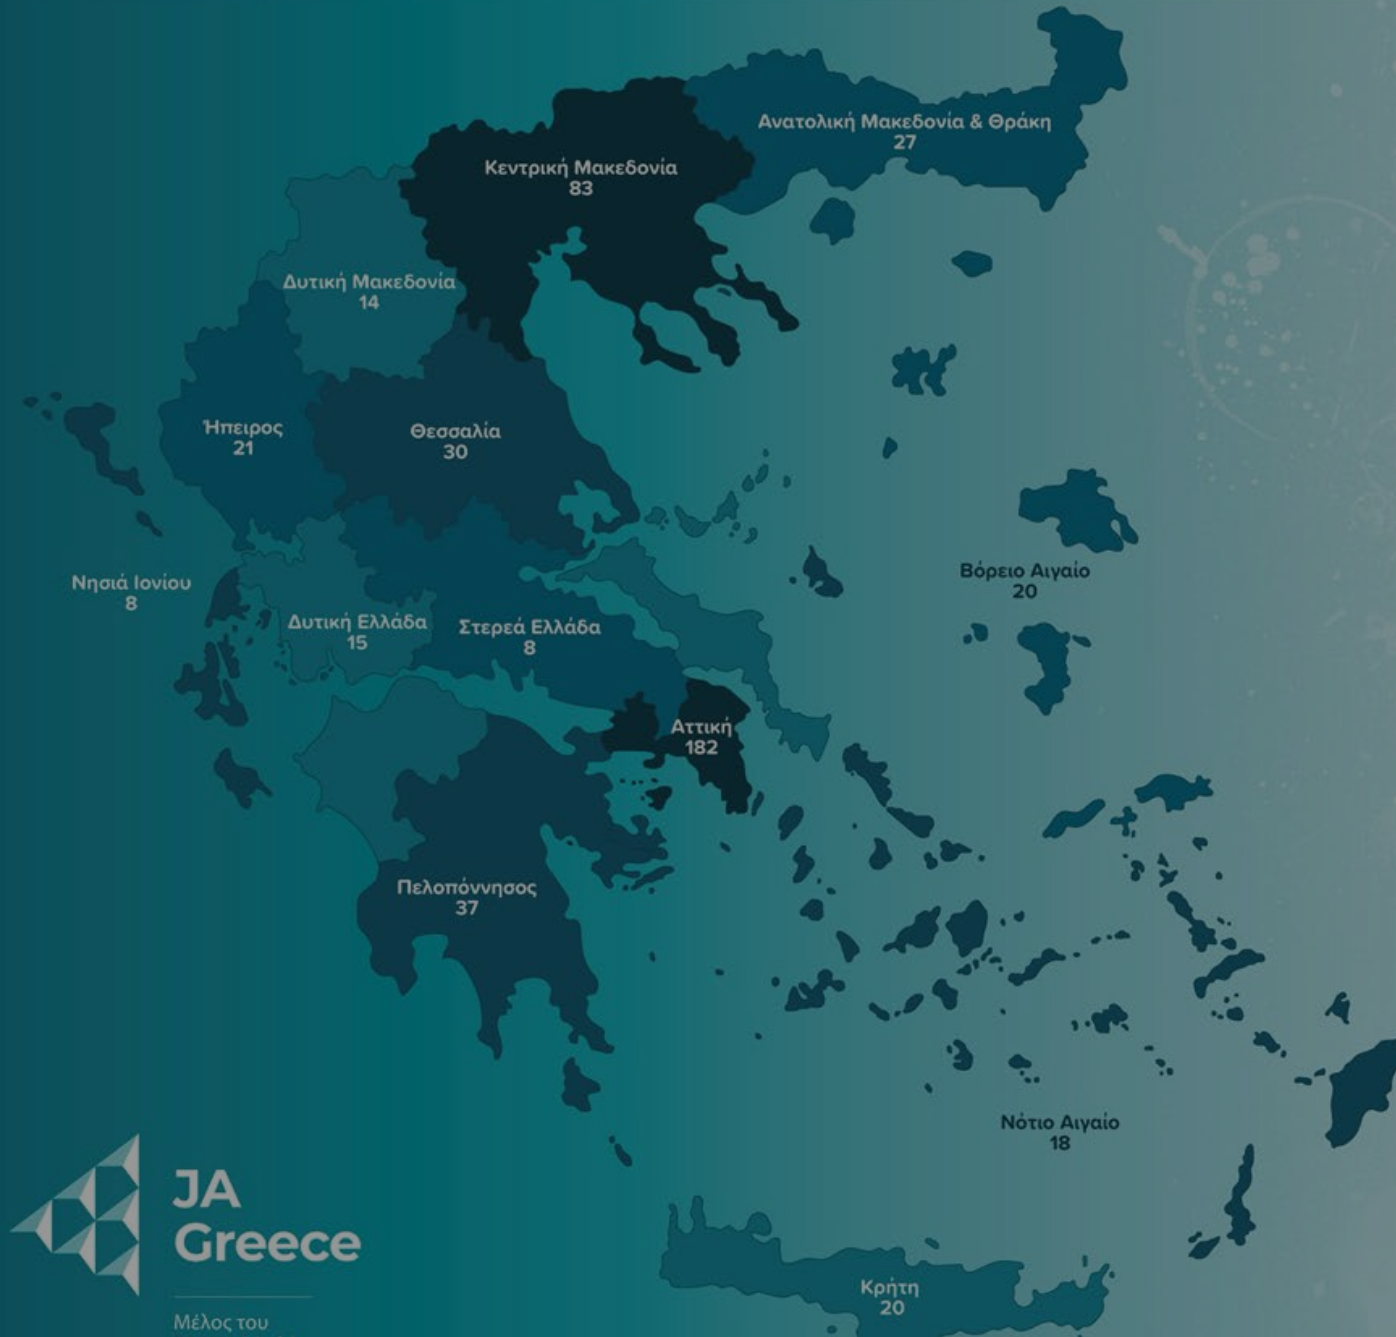 Ανατολική Μακεδονία & Θράκη
27
Κεντρική Μακεδονία
83
Δυτική Μακεδονία
14
Ήπειρος
21
Θεσσαλία
30
Νησιά Ιονίου
8
Βόρειο Αιγαίο
20
Δυτική Ελλάδα
15
Στερεά Ελλάδα
8
Αττική
182
Πελοπόννησος
37
Νότιο Αιγαίο
18
JA
Greece
Μέλος του
Κρήτη
20